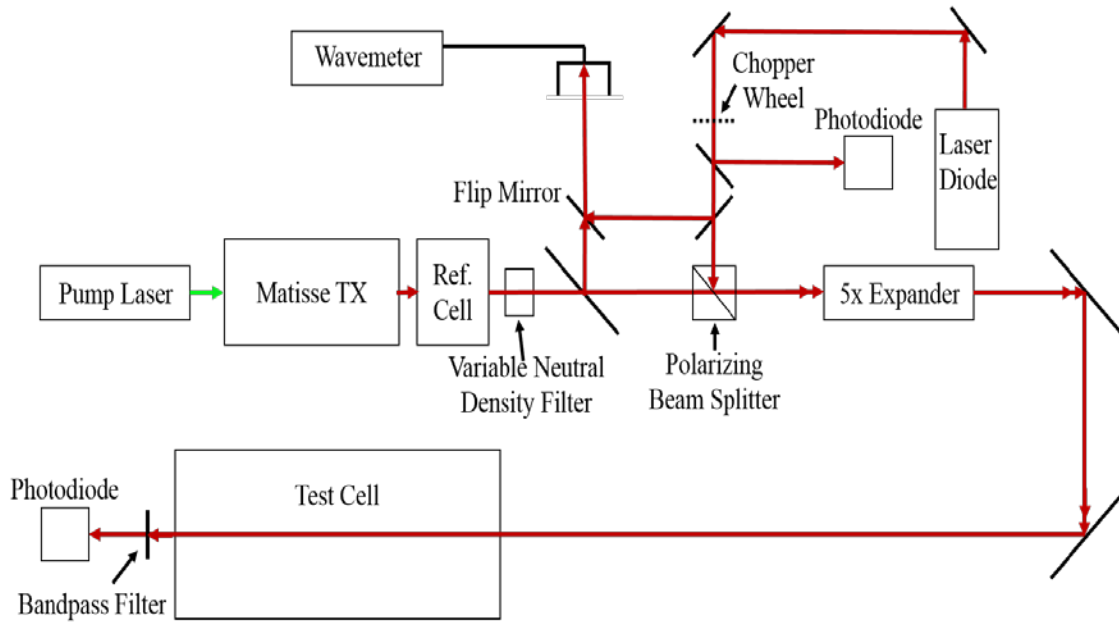 Wavemeter
Chopper
Wheel
Photodiode
Laser
Diode
Flip Mirror
Pump Laser
Matisse TX
Ref.
Cell
5x Expander
Variable Neutral
Density Filter
Polarizing
Beam Splitter
Photodiode
Test Cell
Bandpass Filter